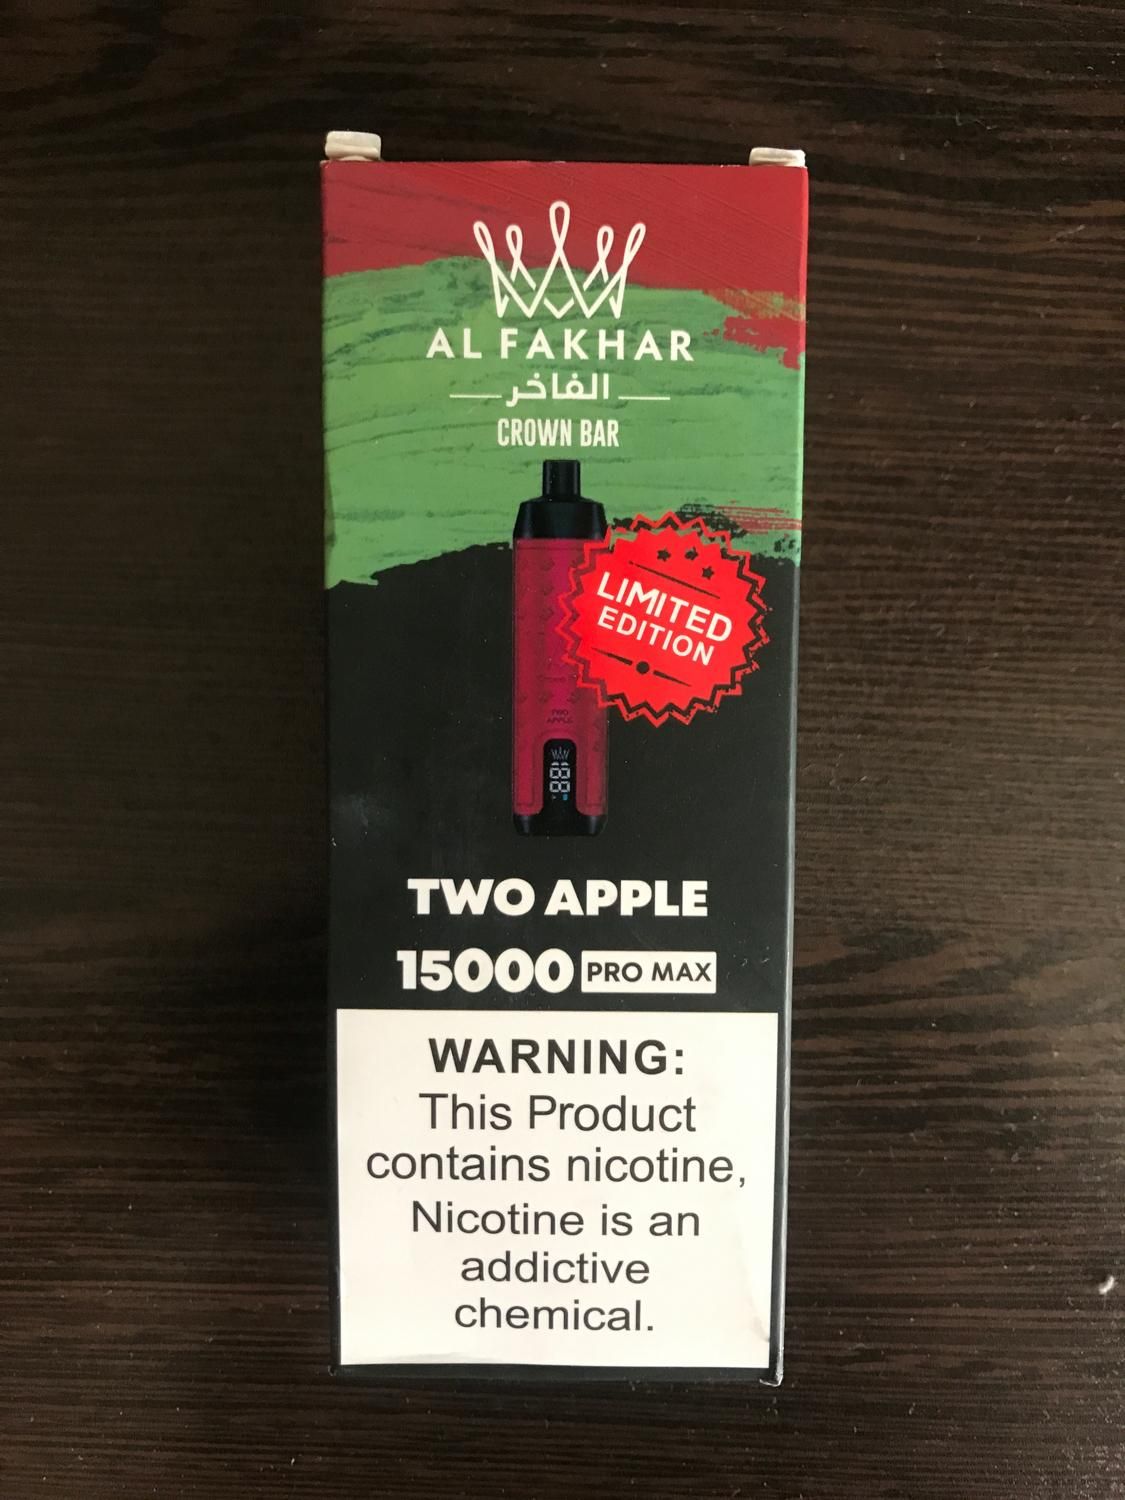 AL FAKHAR
الفاخر
CROWN BAR
LIMITED
EDITION
TWO
APPLE
88
TWO APPLE
15000 PRO MAX
WARNING:
This Product
contains nicotine,
Nicotine is an
addictive
chemical.